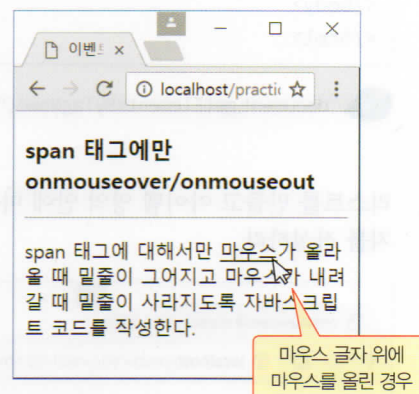 이벤트
localhost/practic
span 태그에만
onmouseover/onmouseout
span 태그에 대해서만 마우스가 올라
올 때 밑줄이 그어지고 마우스가 내려
갈 때 밑줄이 사라지도록 자바스크립
트 코드를 작성한다.
마우스 글자 위에
마우스를 올린 경우